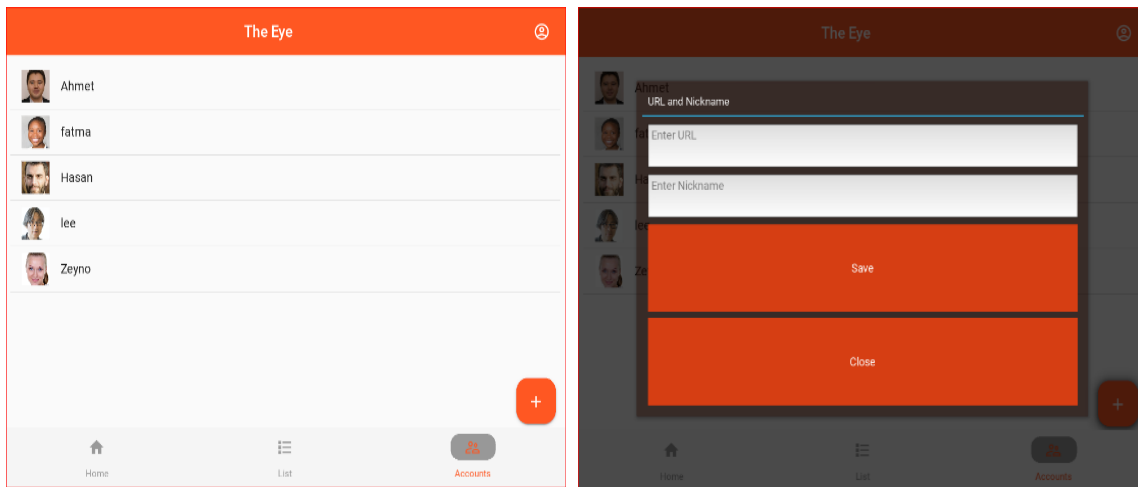 The Eye
Ahmet
fatma
Hasan
lee
Zeyno
+
Home
List
Accounts
The Eye
Ahmet
URL and Nickname
Enter URL
Enter Nickname
Save
Close
+
Home
List
Accounts